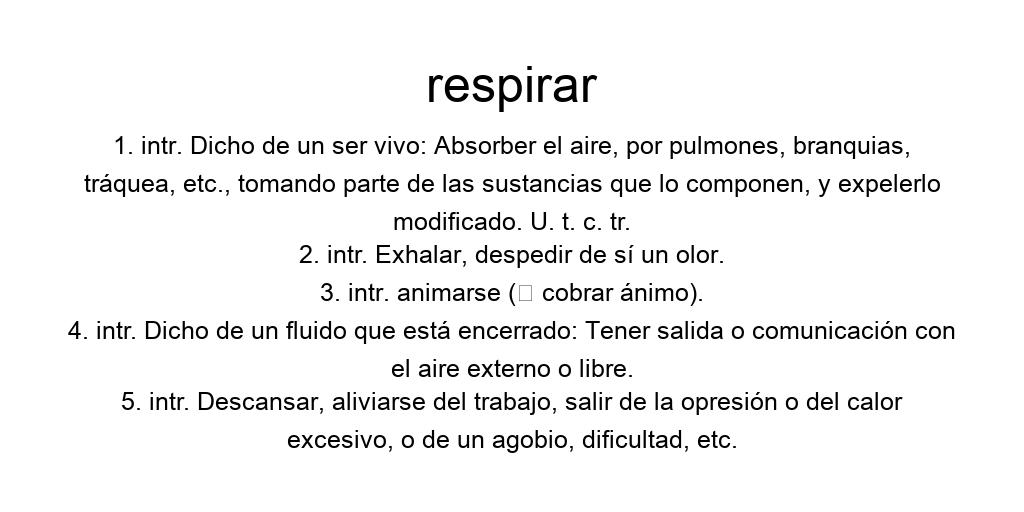 respirar
1. intr. Dicho de un ser vivo: Absorber el aire, por pulmones, branquias,
tráquea, etc., tomando parte de las sustancias que lo componen, y expelerlo
modificado. U. t. c. tr.
2. intr. Exhalar, despedir de sí un olor.
3. intr. animarse (□ cobrar ánimo).
4. intr. Dicho de un fluido que está encerrado: Tener salida o comunicación con
el aire externo o libre.
5. intr. Descansar, aliviarse del trabajo, salir de la opresión o del calor
excesivo, o de un agobio, dificultad, etc.